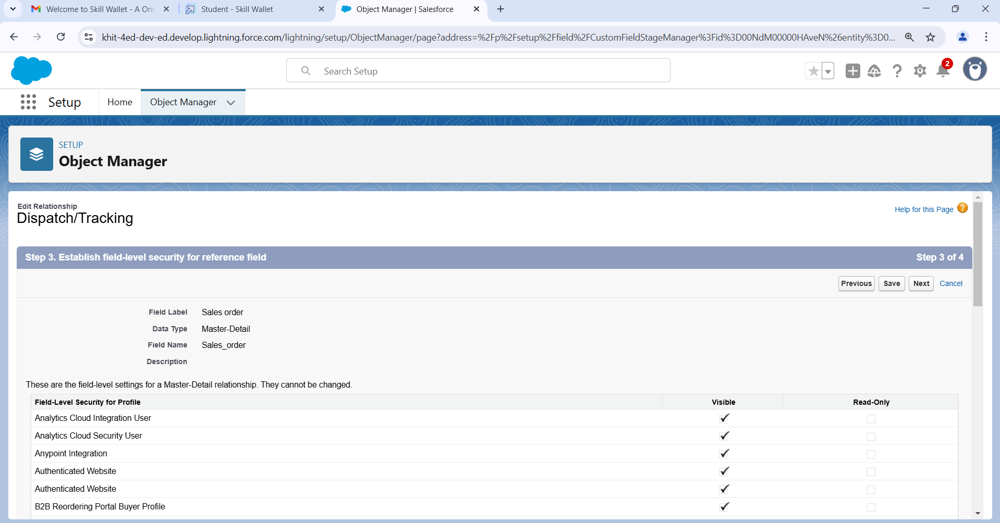 Welcome to Skill Wallet - A One
Student - Skill Wallet
Object Manager | Salesforce
khit-4ed-dev-ed.develop.lightning.force.com/lightning/setup/ObjectManager/page?address=%2Fp%2Fsetup%2Ffield%2FCustomFieldStageManager%3Fid%3D00NdM00000HAveN%26entity%3D0...
Search Setup
2
Setup
Home
Object Manager
SETUP
Object Manager
Edit Relationship
Dispatch/Tracking
Help for this Page ?
Step 3. Establish field-level security for reference field
Step 3 of 4
Previous Save Next Cancel
Field Label Sales order
Data Type Master-Detail
Field Name Sales_order
Description
These are the field-level settings for a Master-Detail relationship. They cannot be changed.
Field-Level Security for Profile Visible Read-Only
Analytics Cloud Integration User
Analytics Cloud Security User
Anypoint Integration
Authenticated Website
Authenticated Website
B2B Reordering Portal Buyer Profile